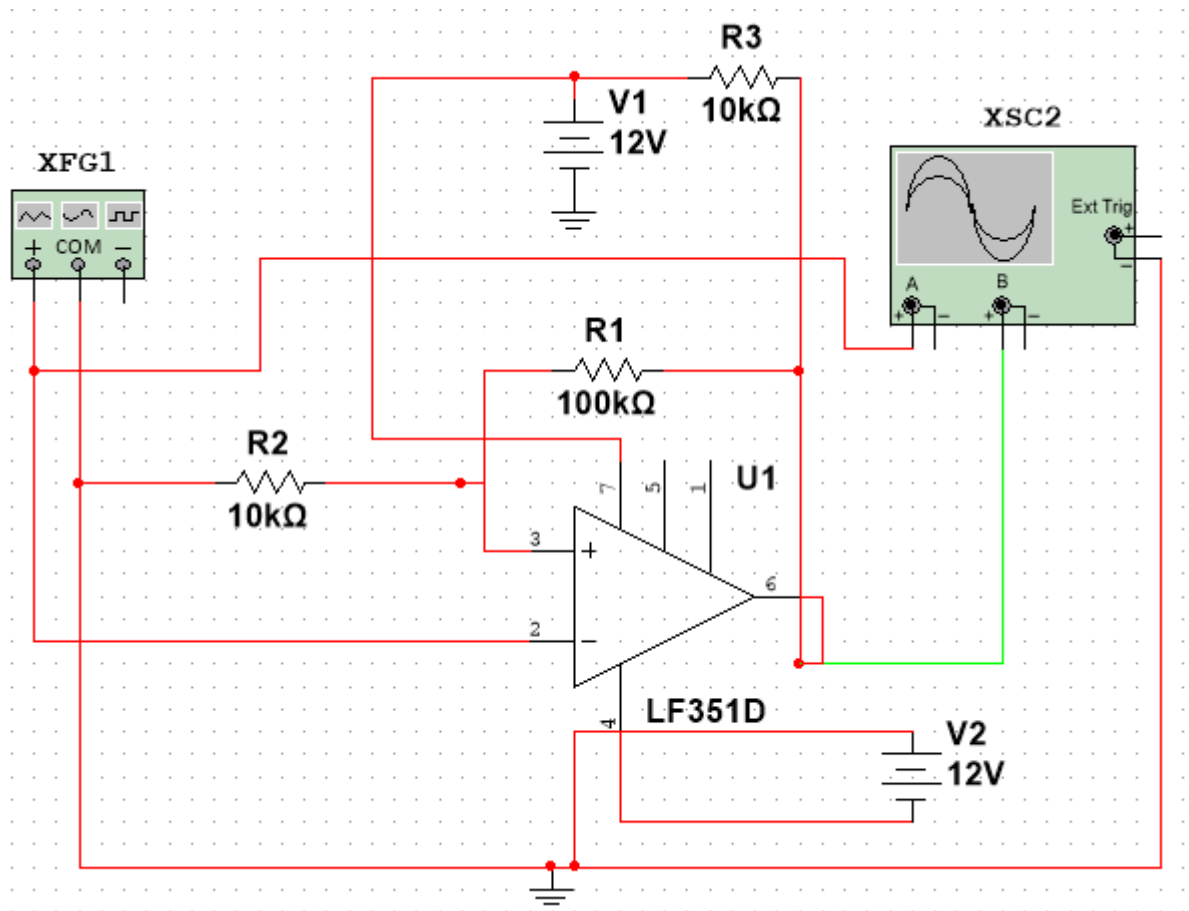 R3
10kΩ
V1
12V
XSC2
XFG1
+ COM −
Ext Trig
+
−
A
B
+ −
+ −
R1
100kΩ
R2
10kΩ
7
5
1
U1
3
+
6
2
−
4
LF351D
V2
12V